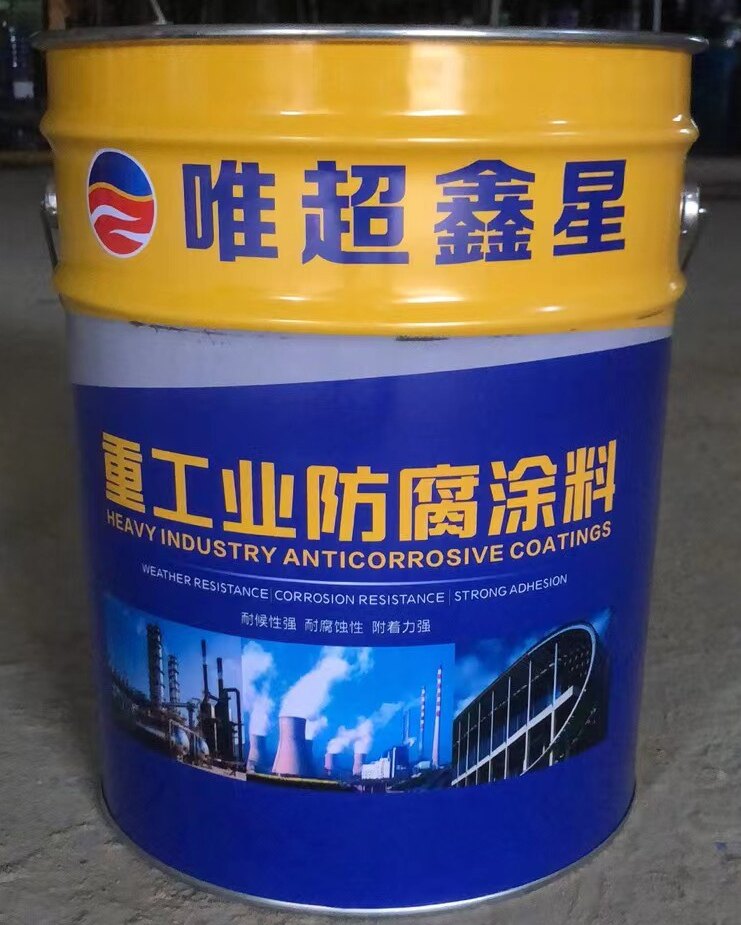 唯超鑫星
重工业防腐涂料
HEAVY INDUSTRY ANTICORROSIVE COATINGS
WEATHER RESISTANCE | CORROSION RESISTANCE | STRONG ADHESION
耐候性强 耐腐蚀性 附着力强